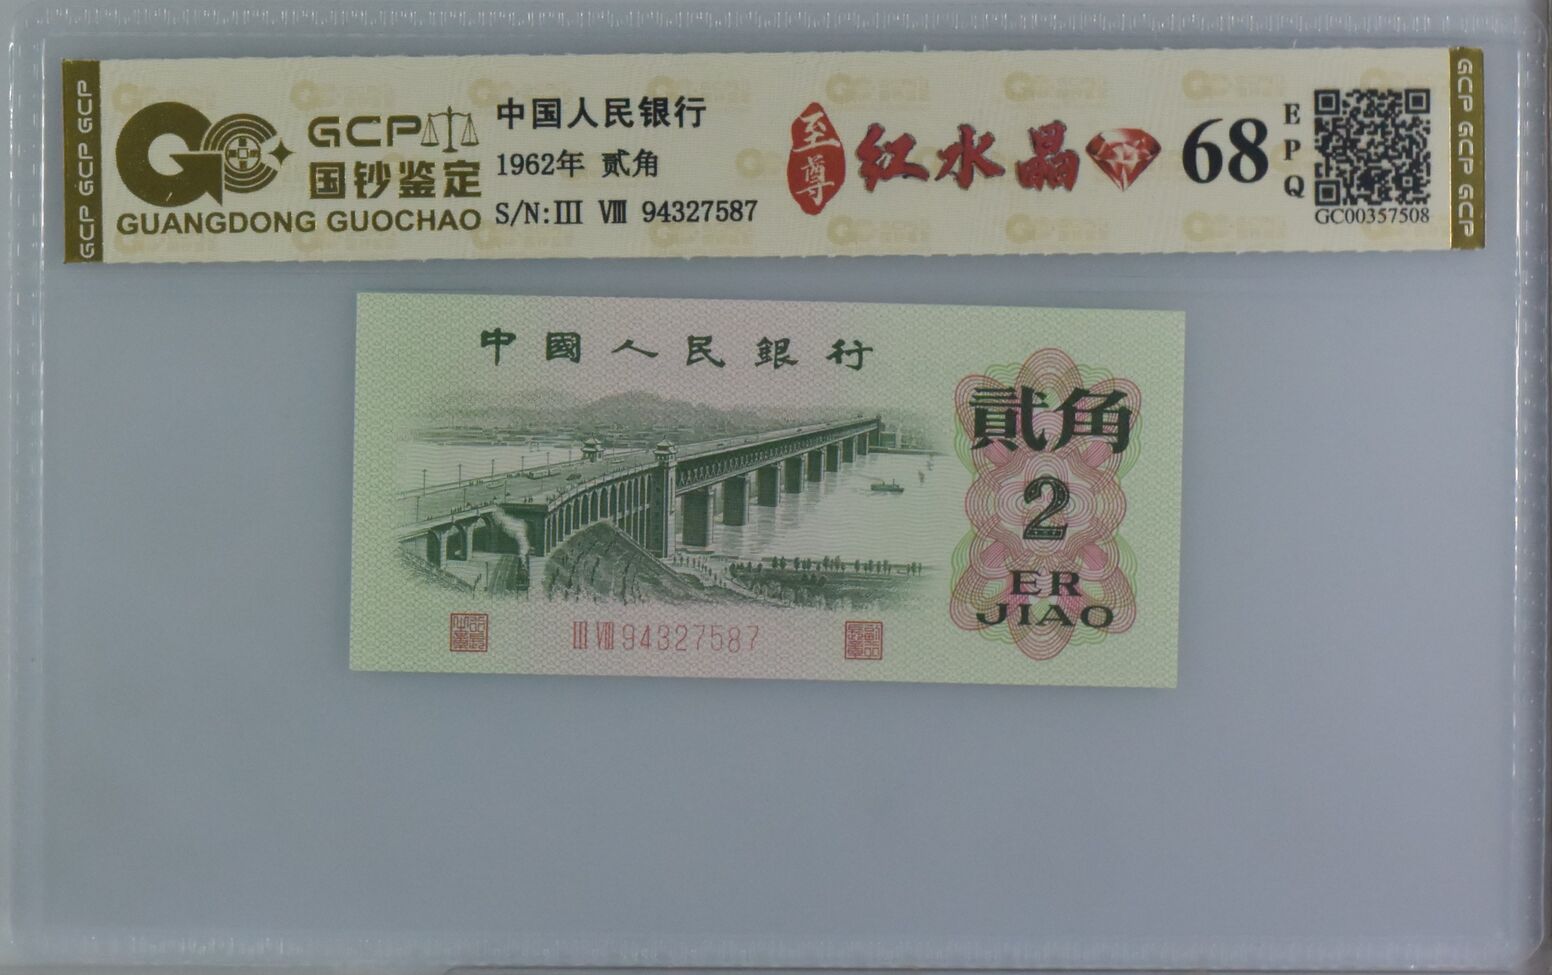 GCP GCP GCP
GCP
国钞鉴定
GUANGDONG GUOCHAO
中国人民银行
1962年 贰角
S/N:III VIII 94327587
至尊
红水晶
68
EPQ
GC00357508
GCP GCP GCP
中國人民銀行
貳角
2
ER
JIAO
III VIII 94327587